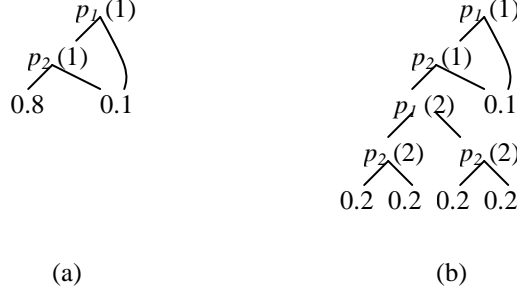 p₁ (1) p₁ (1)
p₂ (1) p₂ (1)
0.8 0.1 p₁ (2) 0.1
p₂ (2) p₂ (2)
0.2 0.2 0.2 0.2
(a) (b)